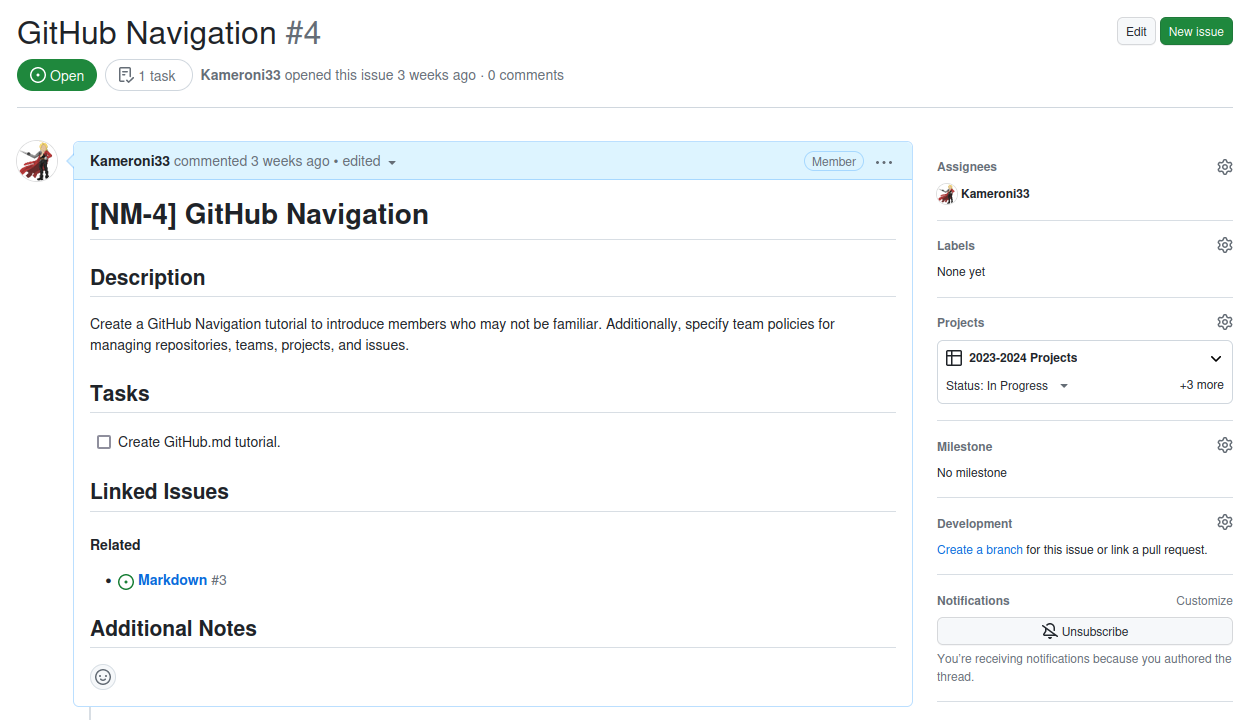 GitHub Navigation #4
Edit
New issue
Open
1 task
Kameroni33 opened this issue 3 weeks ago · 0 comments
Kameroni33 commented 3 weeks ago • edited
Member
[NM-4] GitHub Navigation
Description
Create a GitHub Navigation tutorial to introduce members who may not be familiar. Additionally, specify team policies for
managing repositories, teams, projects, and issues.
Tasks
Create GitHub.md tutorial.
Linked Issues
Related
• Markdown #3
Additional Notes
Assignees
Kameroni33
Labels
None yet
Projects
2023-2024 Projects
Status: In Progress
+3 more
Milestone
No milestone
Development
Create a branch for this issue or link a pull request.
Notifications
Customize
Unsubscribe
You're receiving notifications because you authored the
thread.